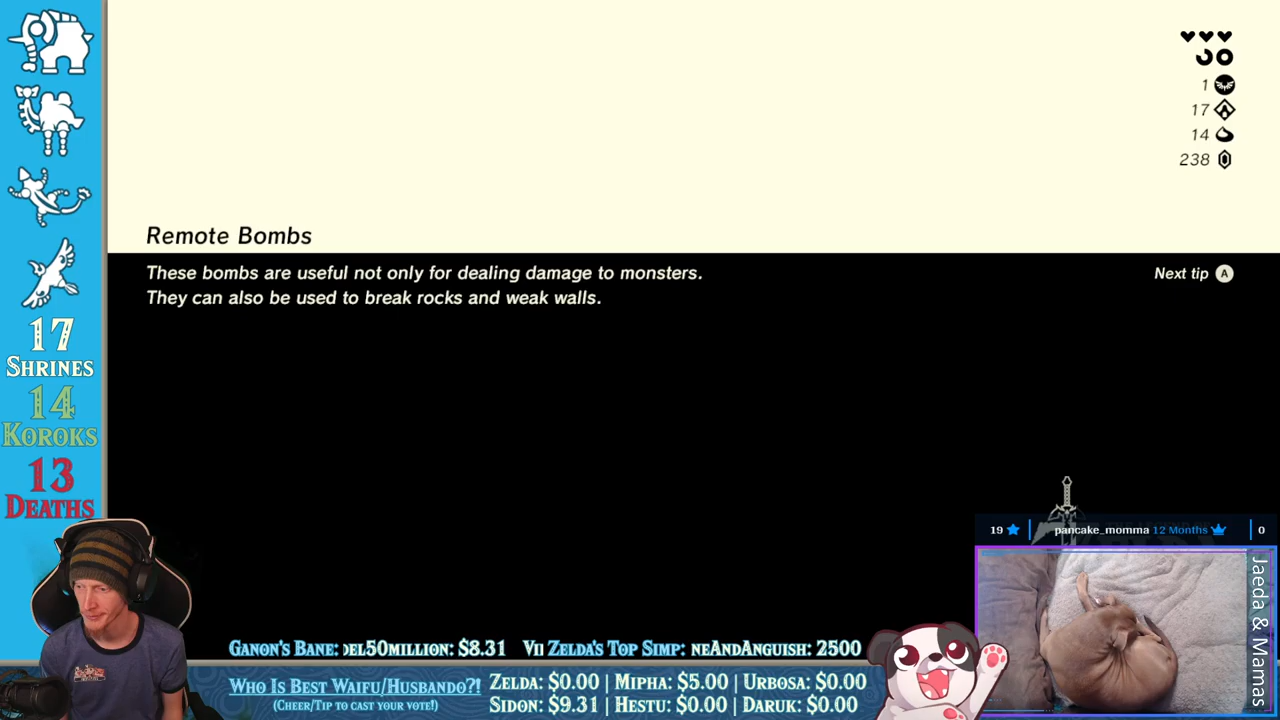 1
17
14
238
Remote Bombs
These bombs are useful not only for dealing damage to monsters.
They can also be used to break rocks and weak walls.
Next tip A
17
SHRINES
14
KOROKS
13
DEATHS
19
pancake_momma 12 Months
0
Jaeda & Mamas
GANON'S BANE: DEL50MILLION: $8.31 VII ZELDA'S TOP SIMP: NEANDANGUISH: 2500
WHO IS BEST WAIFU/HUSBANDO?!
(CHEER/TIP TO CAST YOUR VOTE!)
ZELDA: $0.00 | MIPHA: $5.00 | URBOSA: $0.00
SIDON: $9.31 | HESTU: $0.00 | DARUK: $0.00